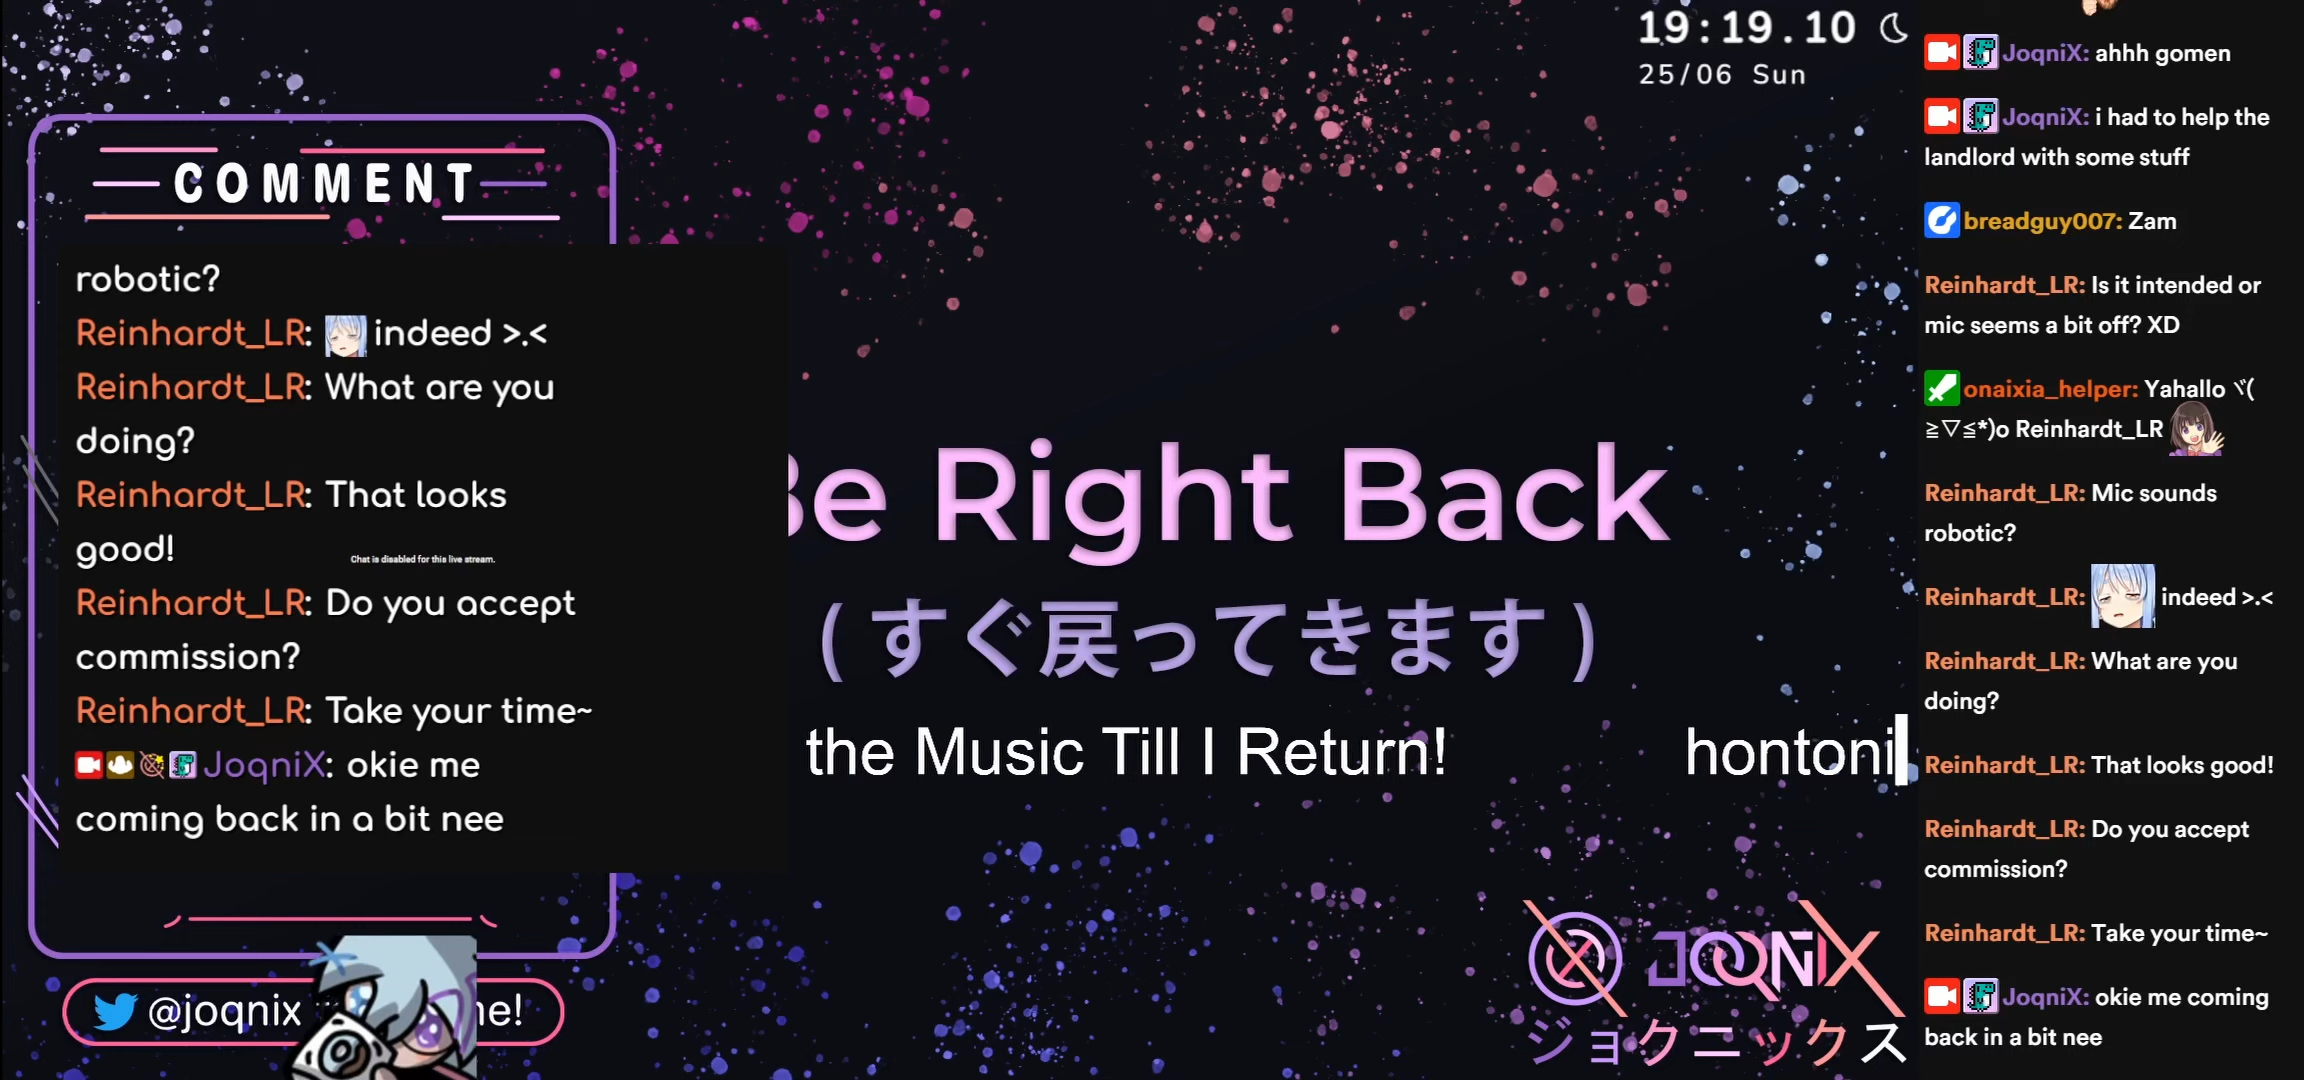 19:19.10
25/06 Sun
COMMENT
robotic?
Reinhardt_LR: indeed >.<
Reinhardt_LR: What are you
doing?
Reinhardt_LR: That looks
good!
Chat is disabled for this live stream.
Reinhardt_LR: Do you accept
commission?
Reinhardt_LR: Take your time~
JoqniX: okie me
coming back in a bit nee
@joqnix
Be Right Back
(すぐ戻ってきます)
the Music Till I Return! hontoni
JOQNIX
ジョクニックス
JoqniX: ahhh gomen
JoqniX: i had to help the
landlord with some stuff
breadguy007: Zam
Reinhardt_LR: Is it intended or
mic seems a bit off? XD
onaixia_helper: Yahallo ヾ(
≧▽≦*)o Reinhardt_LR
Reinhardt_LR: Mic sounds
robotic?
Reinhardt_LR: indeed >.<
Reinhardt_LR: What are you
doing?
Reinhardt_LR: That looks good!
Reinhardt_LR: Do you accept
commission?
Reinhardt_LR: Take your time~
JoqniX: okie me coming
back in a bit nee